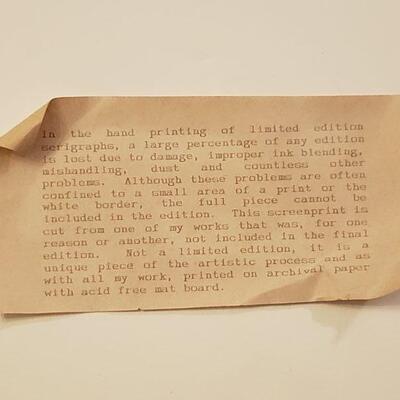 In the hand printing of limited edition
serigraphs, a large percentage of any edition
is lost due to damage, improper ink blending,
mishandling, dust and countless other
problems. Although these problems are often
confined to a small area of a print or the
white border, the full piece cannot be
included in the edition. This screenprint is
cut from one of my works that was, for one
reason or another, not included in the final
edition. Not a limited edition, it is a
unique piece of the artistic process and as
with all my work, printed on archival paper
with acid free mat board.